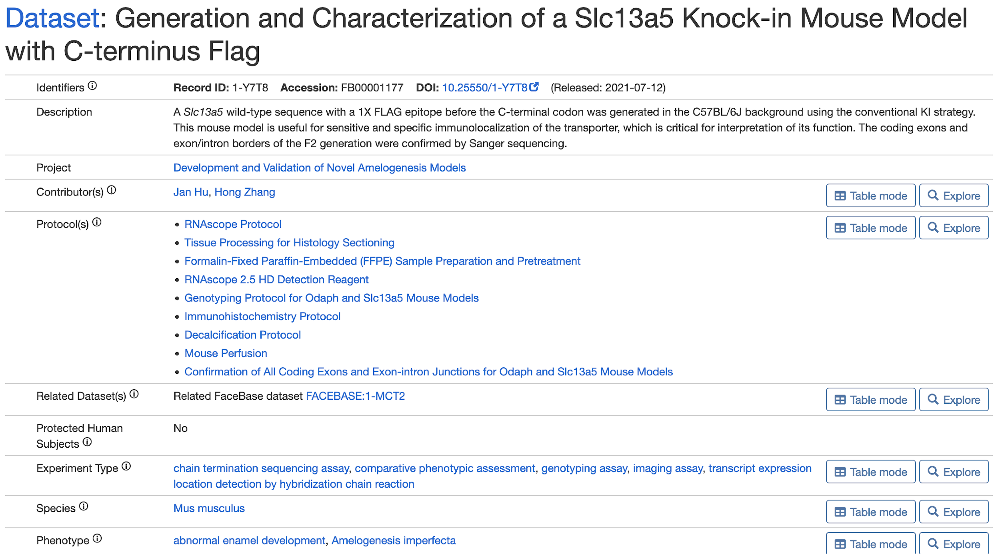 Dataset: Generation and Characterization of a Slc13a5 Knock-in Mouse Model
with C-terminus Flag
Identifiers
Record ID: 1-Y7T8 Accession: FB00001177 DOI: 10.25550/1-Y7T8 (Released: 2021-07-12)
Description
A Slc13a5 wild-type sequence with a 1X FLAG epitope before the C-terminal codon was generated in the C57BL/6J background using the conventional KI strategy.
This mouse model is useful for sensitive and specific immunolocalization of the transporter, which is critical for interpretation of its function. The coding exons and
exon/intron borders of the F2 generation were confirmed by Sanger sequencing.
Project
Development and Validation of Novel Amelogenesis Models
Contributor(s)
Jan Hu, Hong Zhang
Table mode
Explore
Protocol(s)
• RNAscope Protocol
Table mode
Explore
• Tissue Processing for Histology Sectioning
• Formalin-Fixed Paraffin-Embedded (FFPE) Sample Preparation and Pretreatment
• RNAscope 2.5 HD Detection Reagent
• Genotyping Protocol for Odaph and Slc13a5 Mouse Models
• Immunohistochemistry Protocol
• Decalcification Protocol
• Mouse Perfusion
• Confirmation of All Coding Exons and Exon-intron Junctions for Odaph and Slc13a5 Mouse Models
Related Dataset(s)
Related FaceBase dataset FACEBASE:1-MCT2
Table mode
Explore
Protected Human
Subjects
No
Experiment Type
chain termination sequencing assay, comparative phenotypic assessment, genotyping assay, imaging assay, transcript expression
location detection by hybridization chain reaction
Table mode
Explore
Species
Mus musculus
Table mode
Explore
Phenotype
abnormal enamel development, Amelogenesis imperfecta
Table mode
Explore